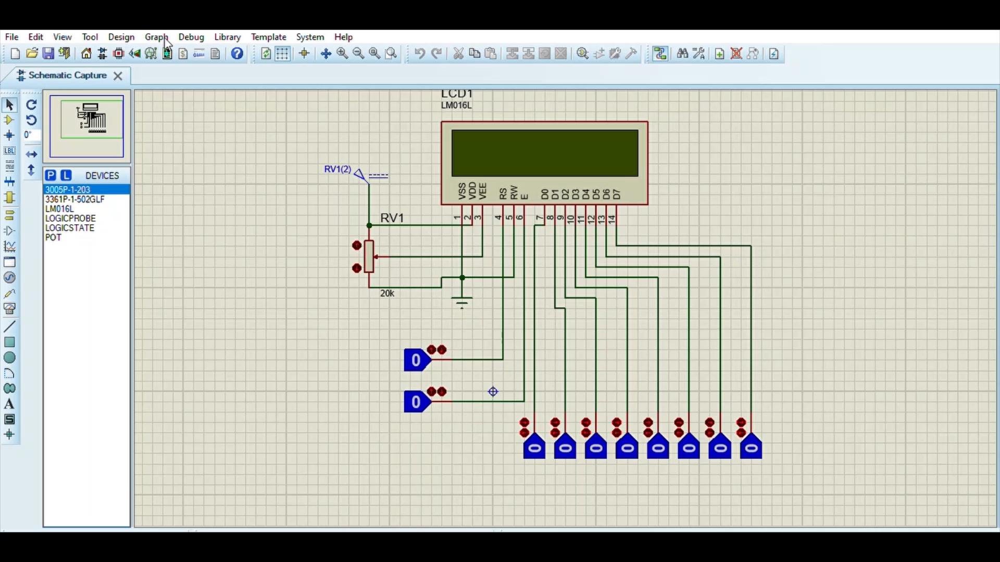 File Edit View Tool Design Graph Debug Library Template System Help
Schematic Capture
0°
LBL
P L DEVICES
3005P-1-203
3361P-1-502GLF
LM016L
LOGICPROBE
LOGICSTATE
POT
A
S
LCD1
LM016L
RV1(2)
VSS VDD VEE RS RW E D0 D1 D2 D3 D4 D5 D6 D7
1 2 3 4 5 6 7 8 9 10 11 12 13 14
RV1
20k
0
0
0 0 0 0 0 0 0 0